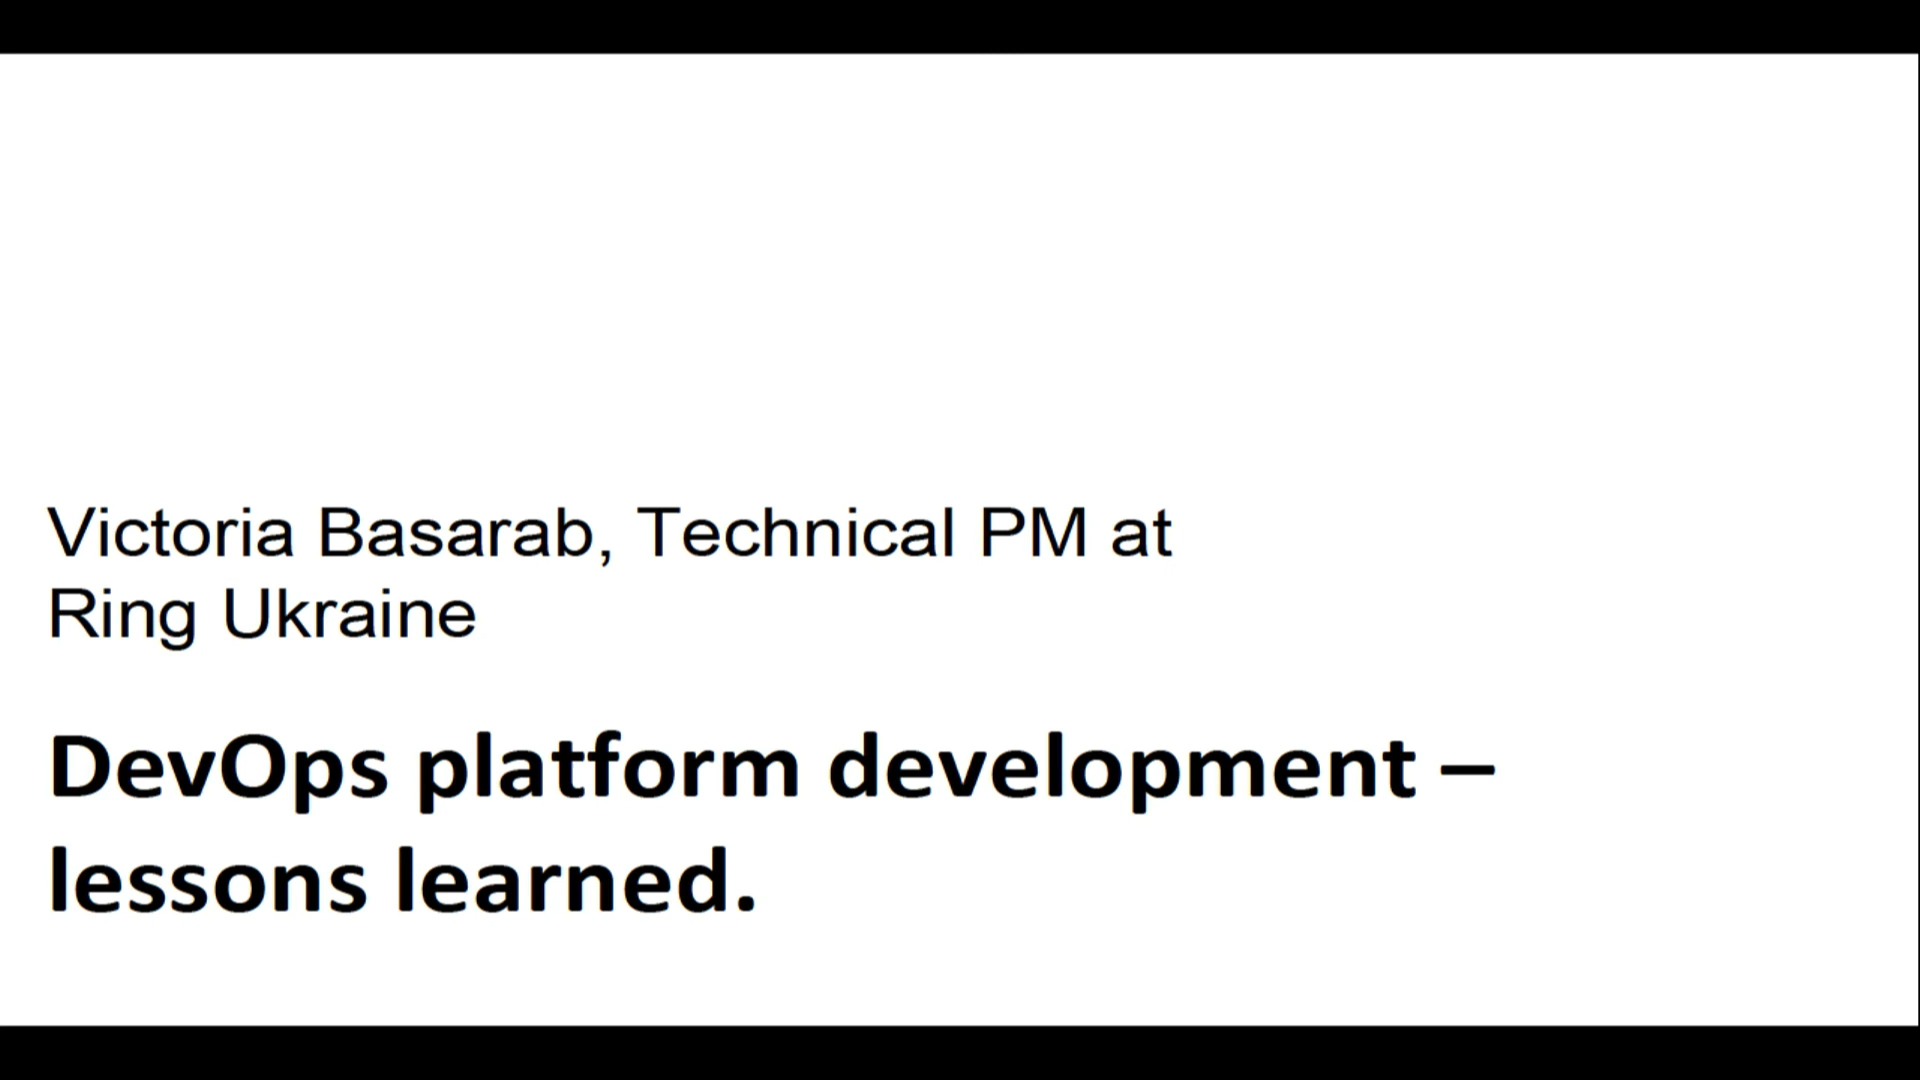 Victoria Basarab, Technical PM at
Ring Ukraine
DevOps platform development –
lessons learned.